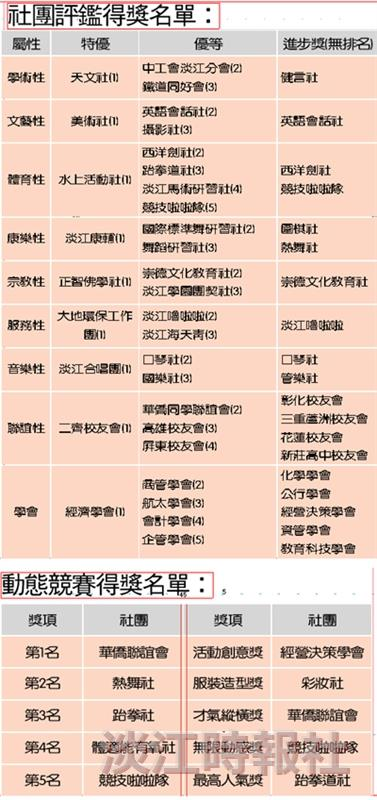 社團評鑑得獎名單：
屬性 特優 優等 進步獎(無排名)
學術性 天文社(1) 中工會淡江分會(2) 健言社
鐵道同好會(3)
文藝性 美術社(1) 英語會話社(2) 英語會話社
攝影社(3)
體育性 水上活動社(1) 西洋劍社(2) 西洋劍社
跆拳道社(3) 競技啦啦隊
淡江馬術研習社(4)
競技啦啦隊(5)
康樂性 淡江康輔(1) 國際標準舞研習社(2) 圍棋社
舞蹈研習社(3) 熱舞社
宗教性 正智佛學社(1) 崇德文化教育社(2) 崇德文化教育社
淡江學園團契社(3)
服務性 大地環保工作團(1) 淡江嚕啦啦(2) 淡江嚕啦啦
淡江海天青(3)
音樂性 淡江合唱團(1) 口琴社(2) 口琴社
國樂社(3) 管樂社
聯誼性 二齊校友會(1) 華僑同學聯誼會(2) 彰化校友會
高雄校友會(3) 三重蘆洲校友會
屏東校友會(4) 花蓮校友會
新莊高中校友會
學會 經濟學會(1) 商管學會(2) 化學學會
航太學會(3) 公行學會
會計學會(4) 經營決策學會
企管學會(5) 資管學會
教育科技學會
動態競賽得獎名單：
獎項 社團 獎項 社團
第1名 華僑聯誼會 活動創意獎 經營決策學會
第2名 熱舞社 服裝造型獎 彩妝社
第3名 跆拳社 才氣縱橫獎 華僑聯誼會
第4名 體適能有氧社 無限動感獎 競技啦啦隊
第5名 競技啦啦隊 最高人氣獎 跆拳道社
淡江時報社